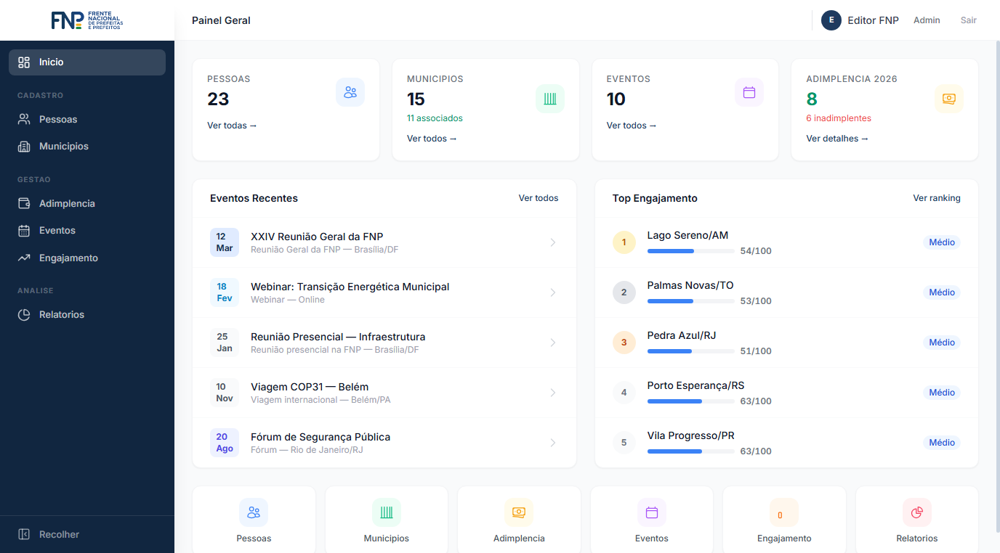 FNP FRENTE
NACIONAL
DE PREFEITAS
E PREFEITOS
Painel Geral
E Editor FNP Admin Sair
Inicio
CADASTRO
Pessoas
Municipios
GESTAO
Adimplencia
Eventos
Engajamento
ANALISE
Relatorios
Recolher
PESSOAS
23
Ver todas →
MUNICIPIOS
15
11 associados
Ver todos →
EVENTOS
10
Ver todos →
ADIMPLENCIA 2026
8
6 inadimplentes
Ver detalhes →
Eventos Recentes Ver todos
12 Mar
XXIV Reunião Geral da FNP
Reunião Geral da FNP — Brasília/DF
18 Fev
Webinar: Transição Energética Municipal
Webinar — Online
25 Jan
Reunião Presencial — Infraestrutura
Reunião presencial na FNP — Brasília/DF
10 Nov
Viagem COP31 — Belém
Viagem internacional — Belém/PA
20 Ago
Fórum de Segurança Pública
Fórum — Rio de Janeiro/RJ
Top Engajamento Ver ranking
1 Lago Sereno/AM
54/100 Médio
2 Palmas Novas/TO
53/100 Médio
3 Pedra Azul/RJ
51/100 Médio
4 Porto Esperança/RS
63/100 Médio
5 Vila Progresso/PR
63/100 Médio
Pessoas Municipios Adimplencia Eventos Engajamento Relatorios